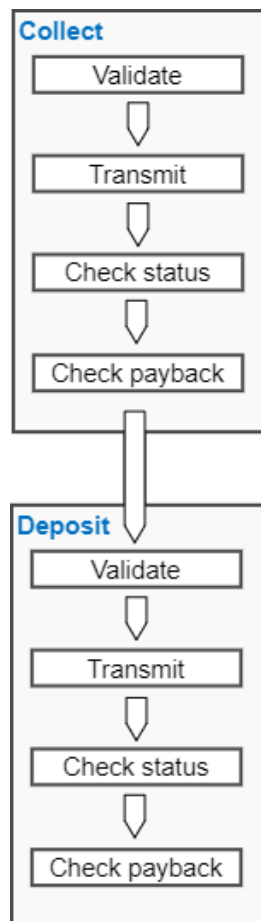 Collect
Validate
Transmit
Check status
Check payback
Deposit
Validate
Transmit
Check status
Check payback